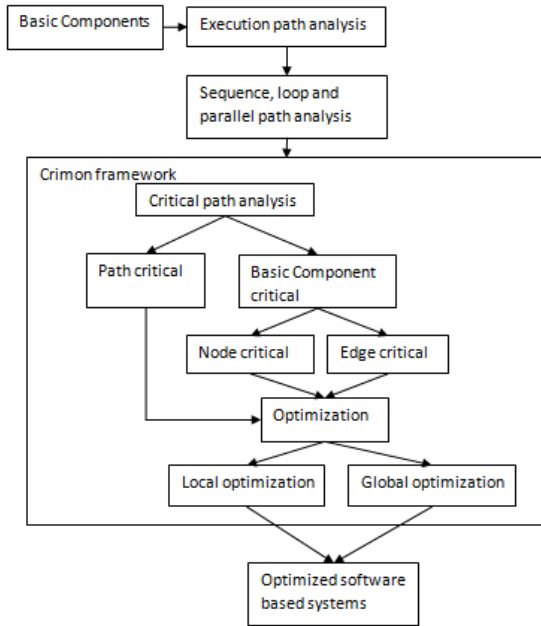 Basic Components
Execution path analysis
Sequence, loop and
parallel path analysis
Crimon framework
Critical path analysis
Path critical
Basic Component
critical
Node critical
Edge critical
Optimization
Local optimization
Global optimization
Optimized software
based systems